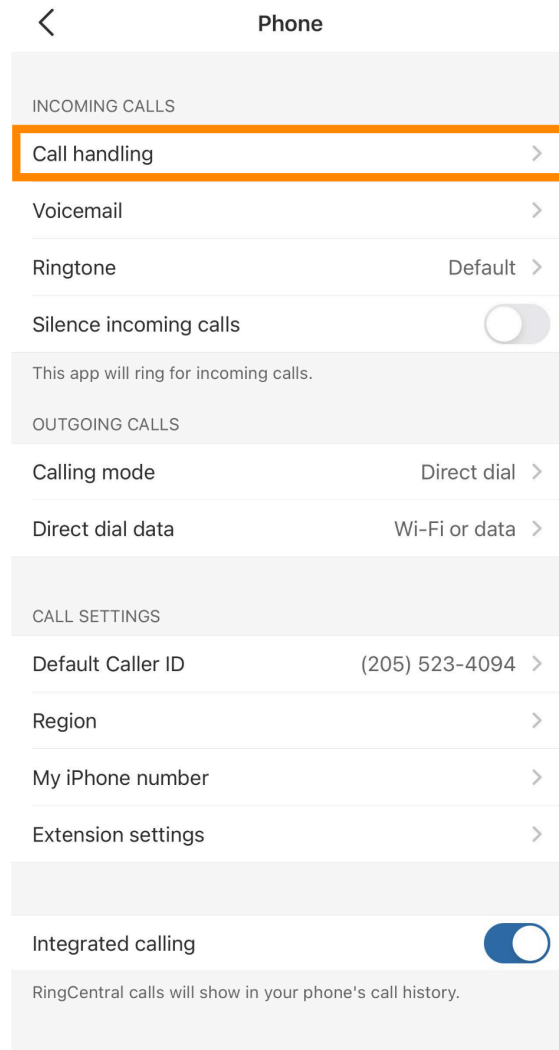 Phone
INCOMING CALLS
Call handling
Voicemail
Ringtone Default
Silence incoming calls
This app will ring for incoming calls.
OUTGOING CALLS
Calling mode Direct dial
Direct dial data Wi-Fi or data
CALL SETTINGS
Default Caller ID (205) 523-4094
Region
My iPhone number
Extension settings
Integrated calling
RingCentral calls will show in your phone's call history.